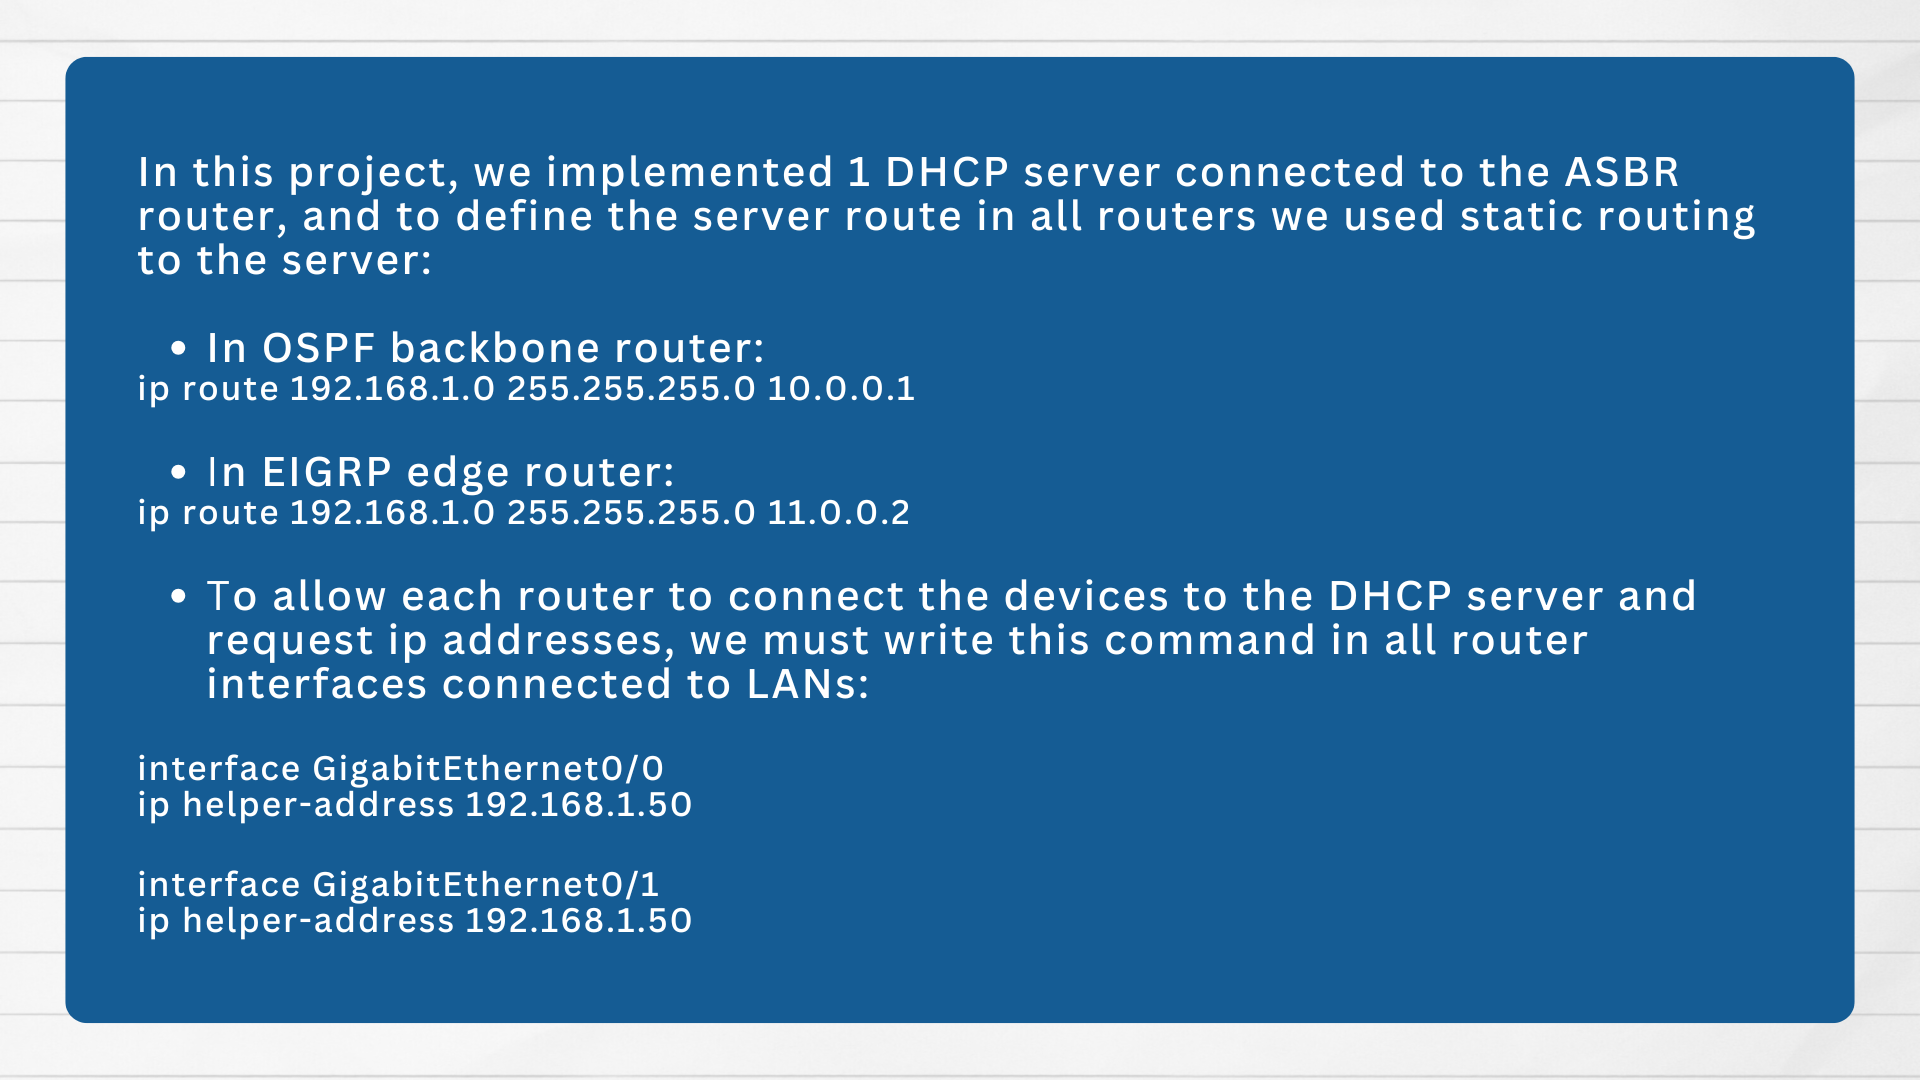 In this project, we implemented 1 DHCP server connected to the ASBR
router, and to define the server route in all routers we used static routing
to the server:
• In OSPF backbone router:
ip route 192.168.1.0 255.255.255.0 10.0.0.1
• In EIGRP edge router:
ip route 192.168.1.0 255.255.255.0 11.0.0.2
• To allow each router to connect the devices to the DHCP server and
request ip addresses, we must write this command in all router
interfaces connected to LANs:
interface GigabitEthernet0/0
ip helper-address 192.168.1.50
interface GigabitEthernet0/1
ip helper-address 192.168.1.50